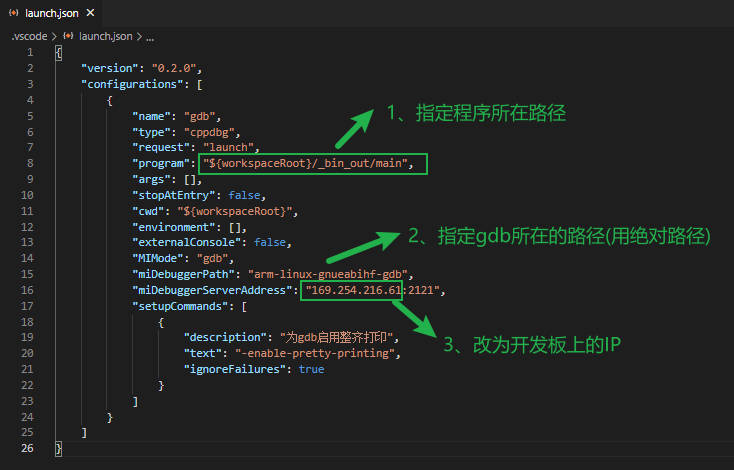 launch.json
.vscode > launch.json > ...
1 {
2 "version": "0.2.0",
3 "configurations": [
4 {
5 "name": "gdb",
6 "type": "cppdbg",
7 "request": "launch",
8 "program": "${workspaceRoot}/_bin_out/main",
9 "args": [],
10 "stopAtEntry": false,
11 "cwd": "${workspaceRoot}",
12 "environment": [],
13 "externalConsole": false,
14 "MIMode": "gdb",
15 "miDebuggerPath": "arm-linux-gnueabihf-gdb",
16 "miDebuggerServerAddress": "169.254.216.61:2121",
17 "setupCommands": [
18 {
19 "description": "为gdb启用整齐打印",
20 "text": "-enable-pretty-printing",
21 "ignoreFailures": true
22 }
23 ]
24 }
25 ]
26 }
1、指定程序所在路径
2、指定gdb所在的路径(用绝对路径)
3、改为开发板上的IP